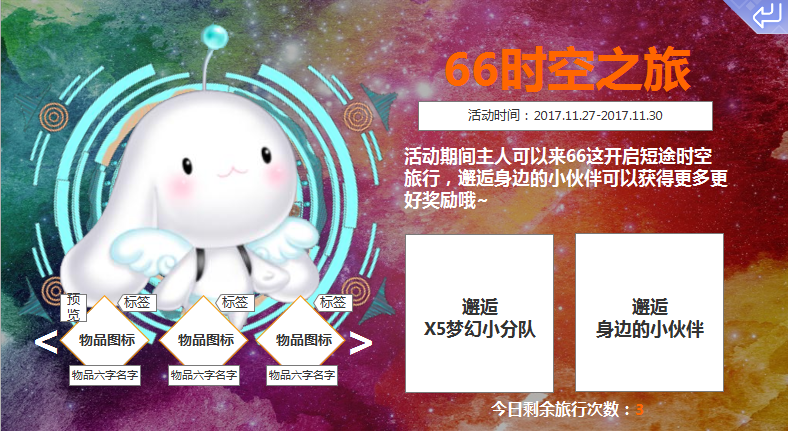 66时空之旅
活动时间：2017.11.27-2017.11.30
活动期间主人可以来66这开启短途时空
旅行，邂逅身边的小伙伴可以获得更多更
好奖励哦~
预
览
标签
标签
标签
<
物品图标
物品图标
物品图标
>
物品六字名字
物品六字名字
物品六字名字
邂逅
X5梦幻小分队
邂逅
身边的小伙伴
今日剩余旅行次数：3